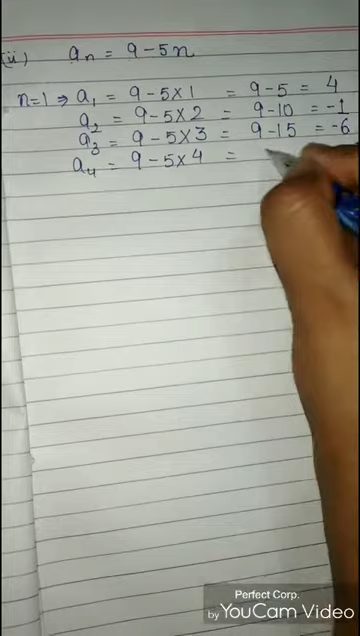 (ii) aₙ = 9 - 5n
n=1 ⇒ a₁ = 9 - 5×1 = 9 - 5 = 4
a₂ = 9 - 5×2 = 9 - 10 = -1
a₃ = 9 - 5×3 = 9 - 15 = -6
a₄ = 9 - 5×4 =
Perfect Corp.
by YouCam Video